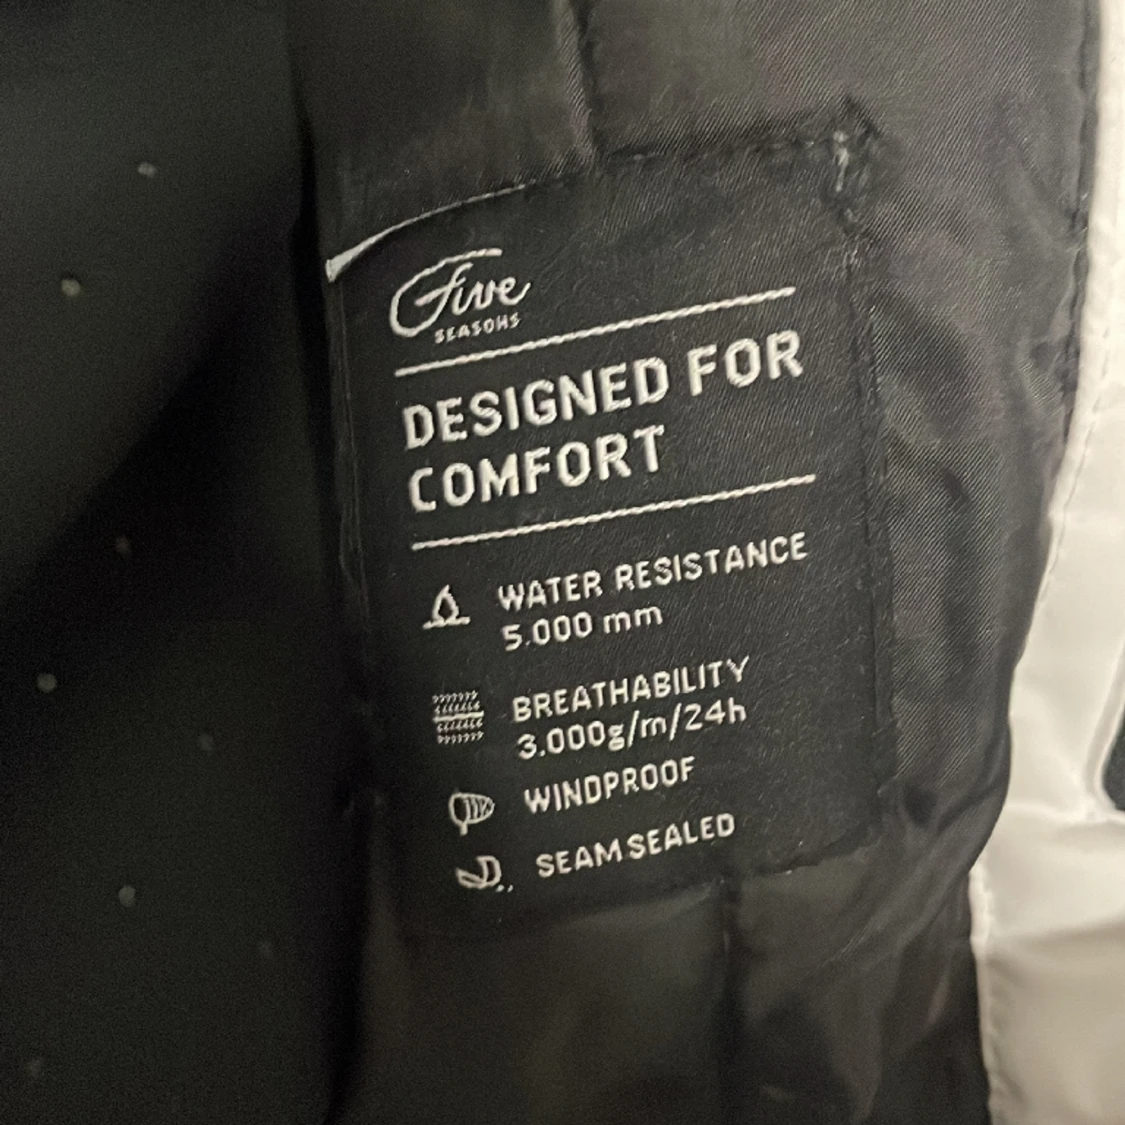 Five
SEASONS
DESIGNED FOR
COMFORT
WATER RESISTANCE
5.000 mm
BREATHABILITY
3.000g/m/24h
WINDPROOF
SEAM SEALED